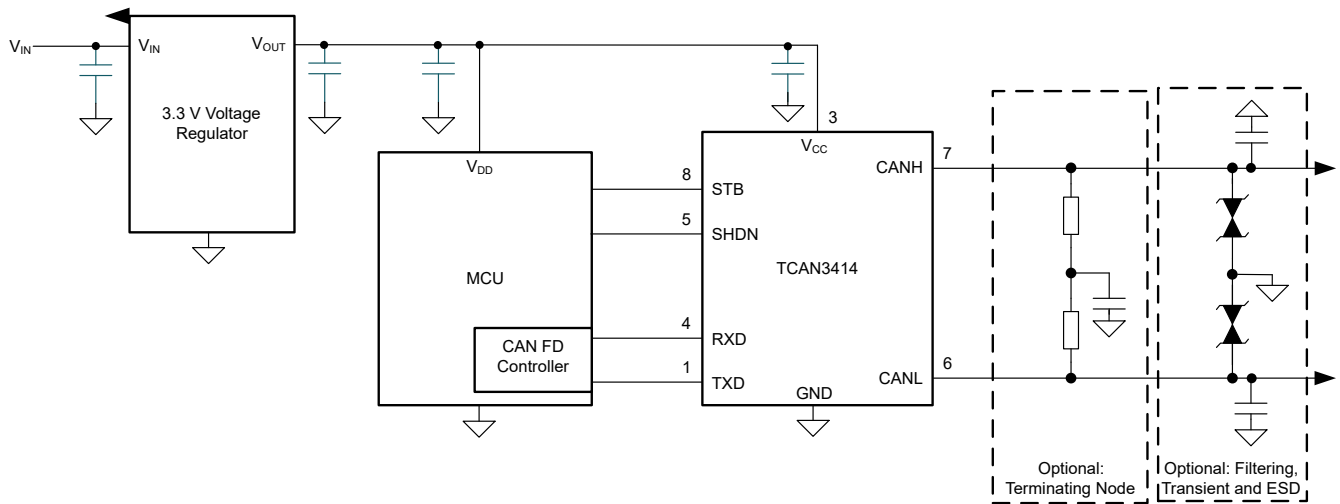 V_IN
V_IN
V_OUT
3.3 V Voltage
Regulator
3
V_DD
V_CC
MCU
CAN FD
Controller
8
5
4
1
STB
SHDN
RXD
TXD
TCAN3414
GND
CANH
CANL
7
6
Optional:
Terminating Node
Optional: Filtering,
Transient and ESD